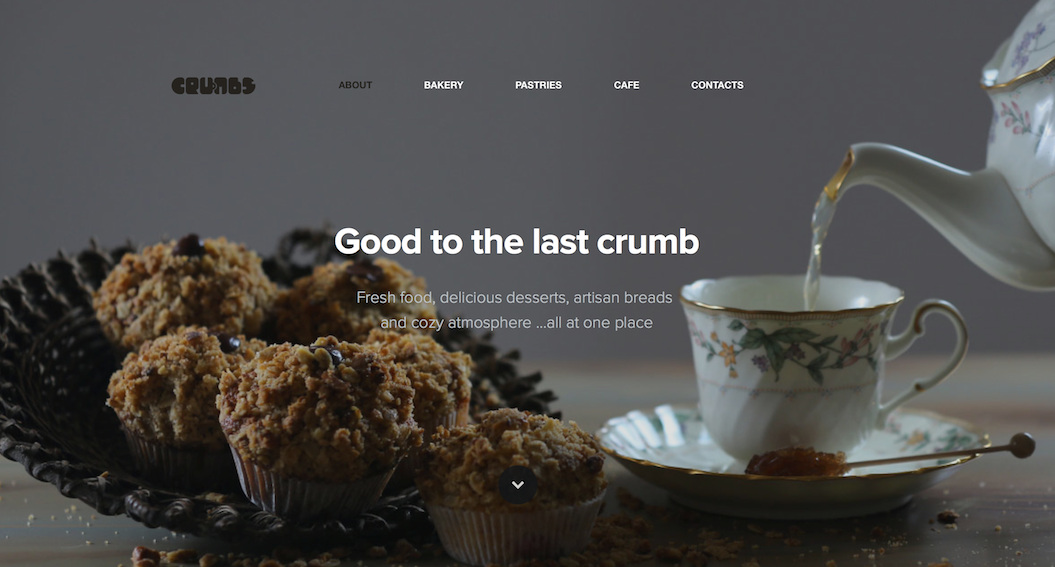 CRUMBS
ABOUT
BAKERY
PASTRIES
CAFE
CONTACTS
Good to the last crumb
Fresh food, delicious desserts, artisan breads
and cozy atmosphere ...all at one place